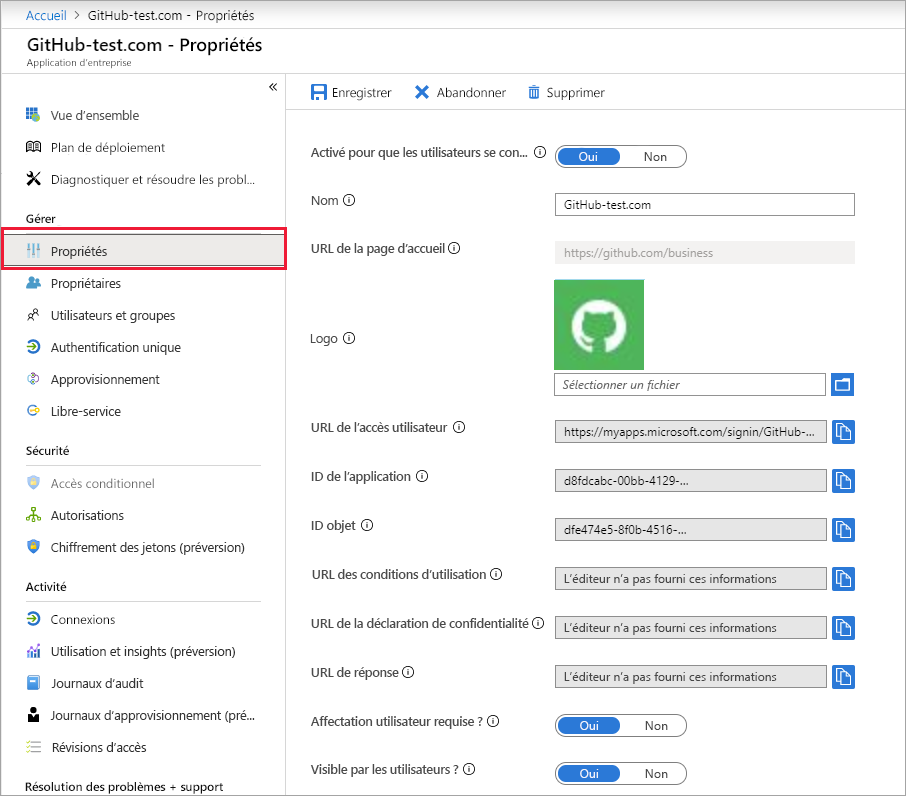 Accueil > GitHub-test.com - Propriétés
GitHub-test.com - Propriétés
Application d'entreprise
«
Vue d'ensemble
Plan de déploiement
Diagnostiquer et résoudre les probl...
Gérer
Propriétés
Propriétaires
Utilisateurs et groupes
Authentification unique
Approvisionnement
Libre-service
Sécurité
Accès conditionnel
Autorisations
Chiffrement des jetons (préversion)
Activité
Connexions
Utilisation et insights (préversion)
Journaux d'audit
Journaux d'approvisionnement (pré...
Révisions d'accès
Résolution des problèmes + support
Enregistrer Abandonner Supprimer
Activé pour que les utilisateurs se con... Oui Non
Nom GitHub-test.com
URL de la page d'accueil https://github.com/business
Logo
Sélectionner un fichier
URL de l'accès utilisateur https://myapps.microsoft.com/signin/GitHub-...
ID de l'application d8fdcabc-00bb-4129-...
ID objet dfe474e5-8f0b-4516-...
URL des conditions d'utilisation L'éditeur n'a pas fourni ces informations
URL de la déclaration de confidentialité L'éditeur n'a pas fourni ces informations
URL de réponse L'éditeur n'a pas fourni ces informations
Affectation utilisateur requise ? Oui Non
Visible par les utilisateurs ? Oui Non